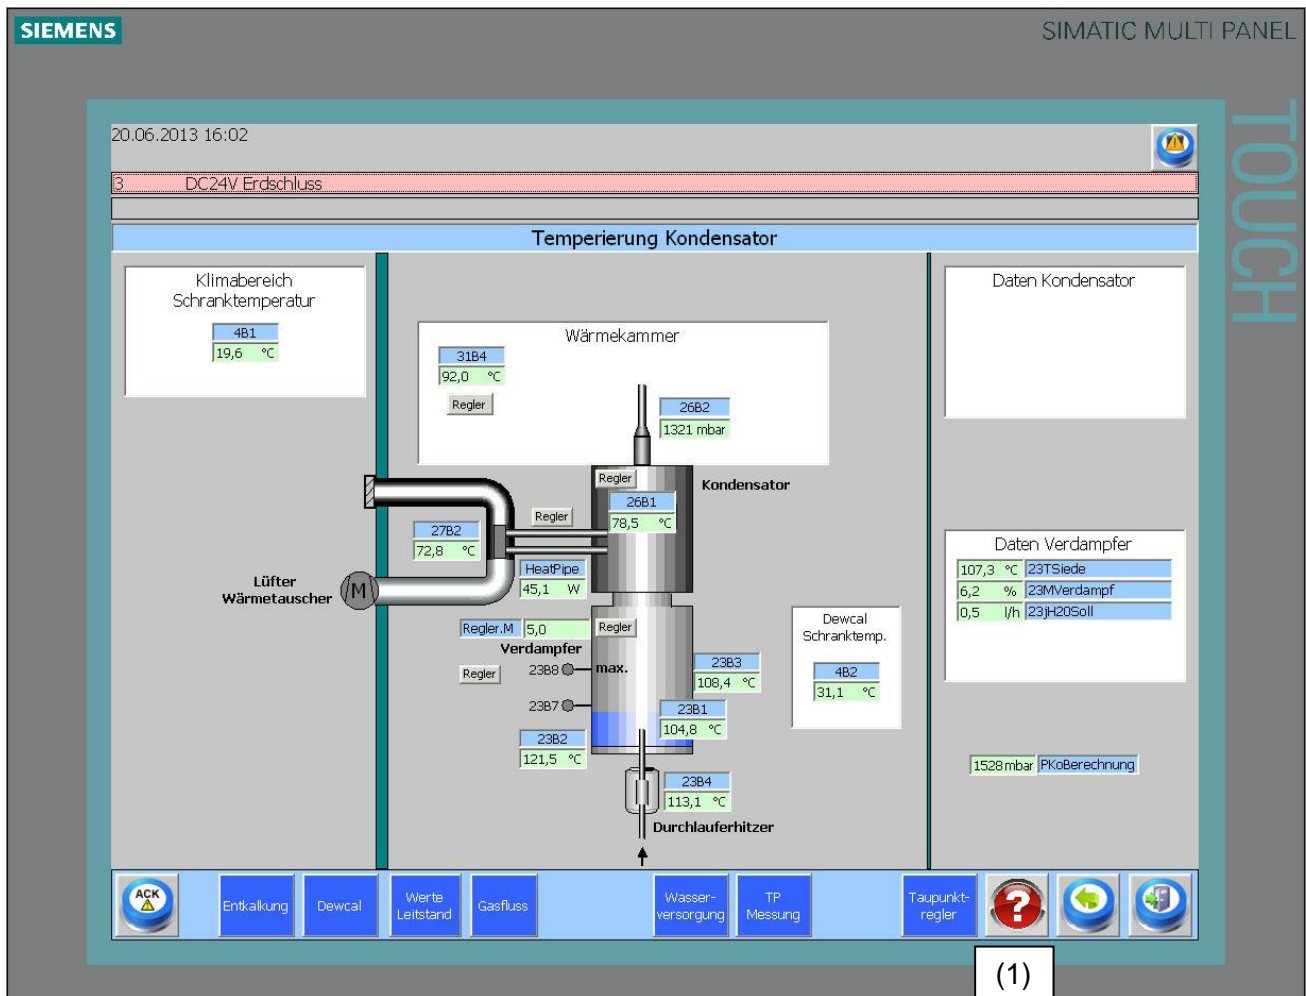 SIEMENS
SIMATIC MULTI PANEL
TOUCH
20.06.2013 16:02
3 DC24V Erdschluss
Temperierung Kondensator
Klimabereich
Schranktemperatur
4B1
19,6 °C
Wärmekammer
31B4
92,0 °C
Regler
26B2
1321 mbar
Regler
Kondensator
26B1
78,5 °C
Regler
27B2
72,8 °C
HeatPipe
45,1 W
Lüfter
Wärmetauscher
M
Regler.M 5,0
Regler
Verdampfer
Regler
23B8
max.
23B7
23B3
108,4 °C
23B1
104,8 °C
23B2
121,5 °C
23B4
113,1 °C
Durchlauferhitzer
Dewcal
Schranktemp.
4B2
31,1 °C
Daten Kondensator
Daten Verdampfer
107,3 °C 23TSiede
6,2 % 23MVerdampf
0,5 l/h 23jH20Soll
1528 mbar PKoBerechnung
ACK
Entkalkung
Dewcal
Werte
Leitstand
Gasfluss
Wasser-
versorgung
TP
Messung
Taupunkt-
regler
?
(1)